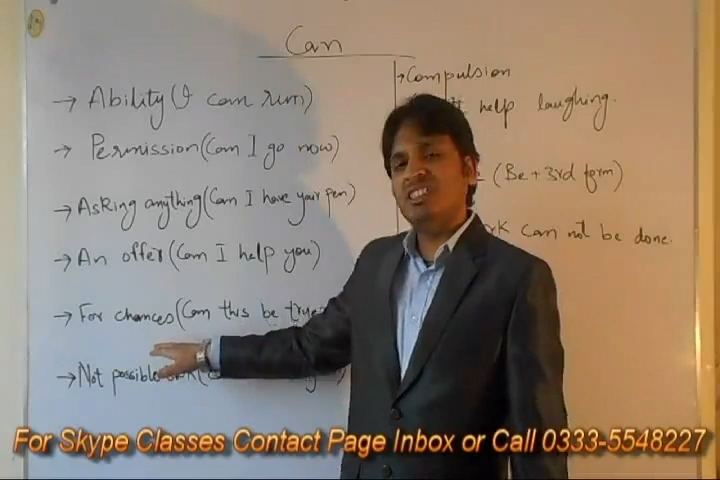 Can
→ Ability (I can run)
→ Permission (Can I go now)
→ Asking anything (Can I have your pen)
→ An offer (Can I help you)
→ For chances (Can this be
→ Not possible
→ Compulsion
help laughing.
(Be + 3rd form)
can not be done.
For Skype Classes Contact Page Inbox or Call 0333-5548227